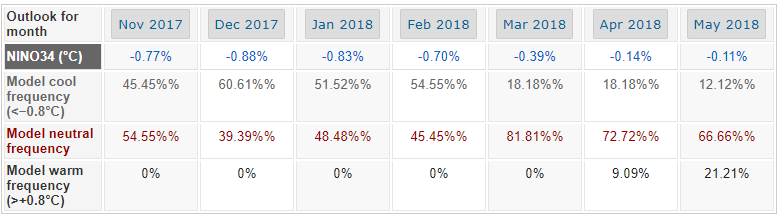 Outlook for month Nov 2017 Dec 2017 Jan 2018 Feb 2018 Mar 2018 Apr 2018 May 2018
NINO34 (°C) -0.77% -0.88% -0.83% -0.70% -0.39% -0.14% -0.11%
Model cool frequency (<−0.8°C) 45.45%% 60.61%% 51.52%% 54.55%% 18.18%% 18.18%% 12.12%%
Model neutral frequency 54.55%% 39.39%% 48.48%% 45.45%% 81.81%% 72.72%% 66.66%%
Model warm frequency (>+0.8°C) 0% 0% 0% 0% 0% 9.09% 21.21%